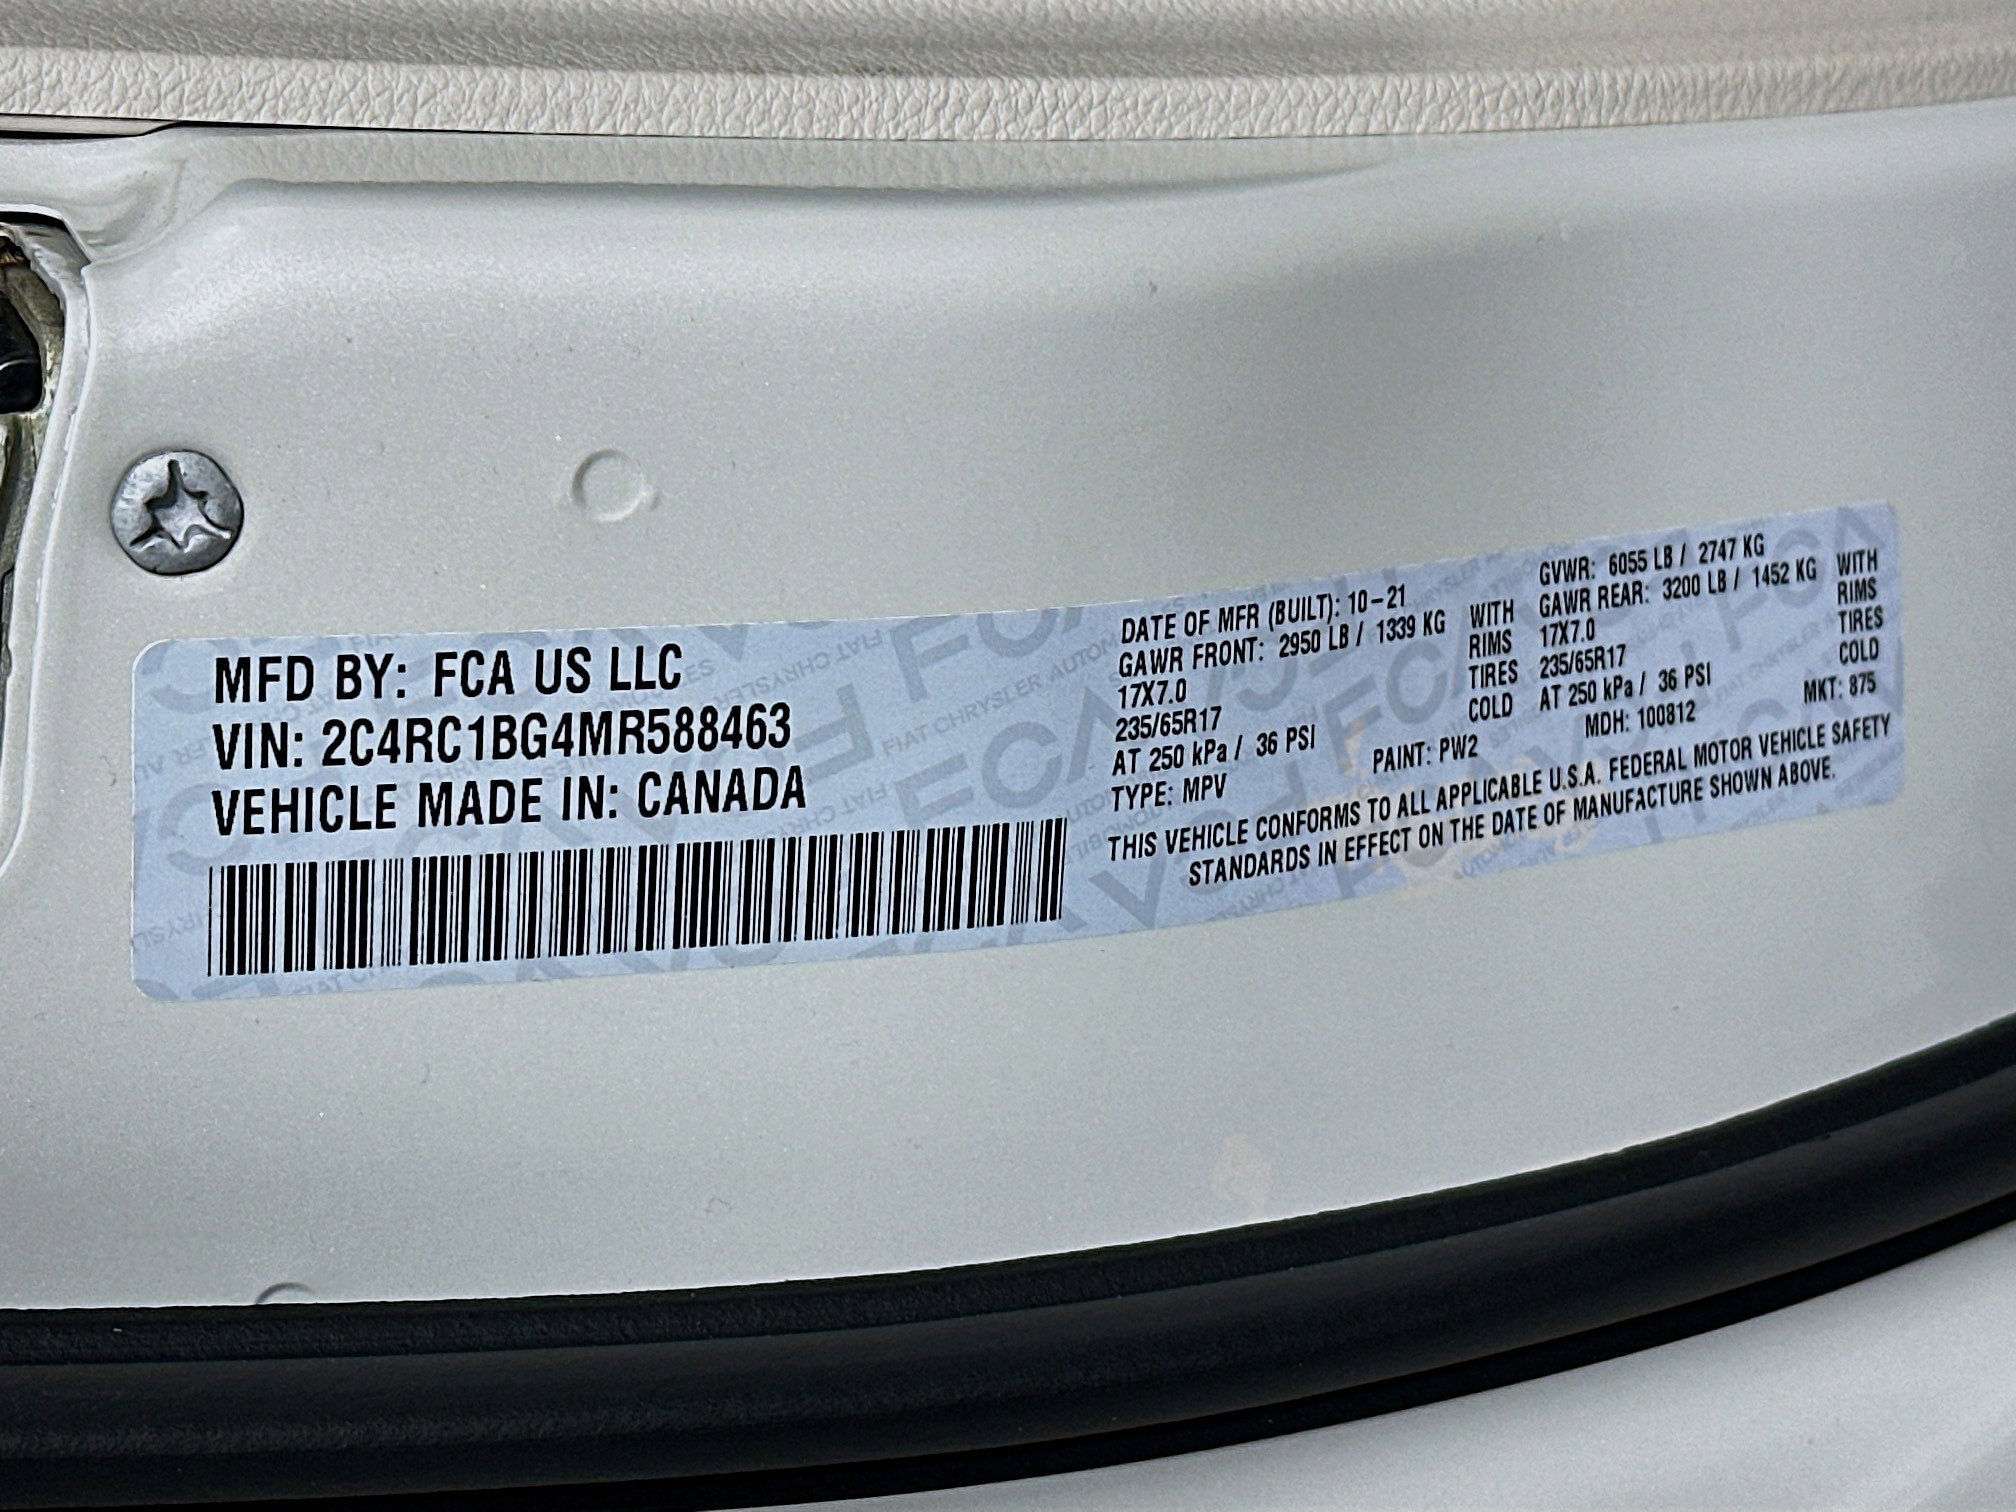 MFD BY: FCA US LLC
VIN: 2C4RC1BG4MR588463
VEHICLE MADE IN: CANADA
DATE OF MFR (BUILT): 10-21 GVWR: 6055 LB / 2747 KG
GAWR FRONT: 2950 LB / 1339 KG WITH GAWR REAR: 3200 LB / 1452 KG WITH
17X7.0 RIMS 17X7.0 RIMS
235/65R17 TIRES 235/65R17 TIRES
AT 250 kPa / 36 PSI COLD AT 250 kPa / 36 PSI COLD
TYPE: MPV PAINT: PW2 MDH: 100812 MKT: 875
THIS VEHICLE CONFORMS TO ALL APPLICABLE U.S.A. FEDERAL MOTOR VEHICLE SAFETY
STANDARDS IN EFFECT ON THE DATE OF MANUFACTURE SHOWN ABOVE.